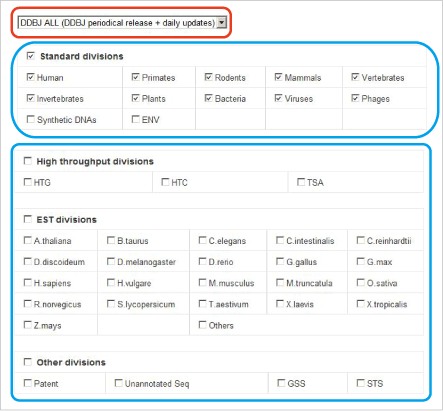 DDBJ ALL (DDBJ periodical release + daily updates)
Standard divisions
Human Primates Rodents Mammals Vertebrates
Invertebrates Plants Bacteria Viruses Phages
Synthetic DNAs ENV
High throughput divisions
HTG HTC TSA
EST divisions
A.thaliana B.taurus C.elegans C.intestinalis C.reinhardtii
D.discoideum D.melanogaster D.rerio G.gallus G.max
H.sapiens H.vulgare M.musculus M.truncatula O.sativa
R.norvegicus S.lycopersicum T.aestivum X.laevis X.tropicalis
Z.mays Others
Other divisions
Patent Unannotated Seq GSS STS